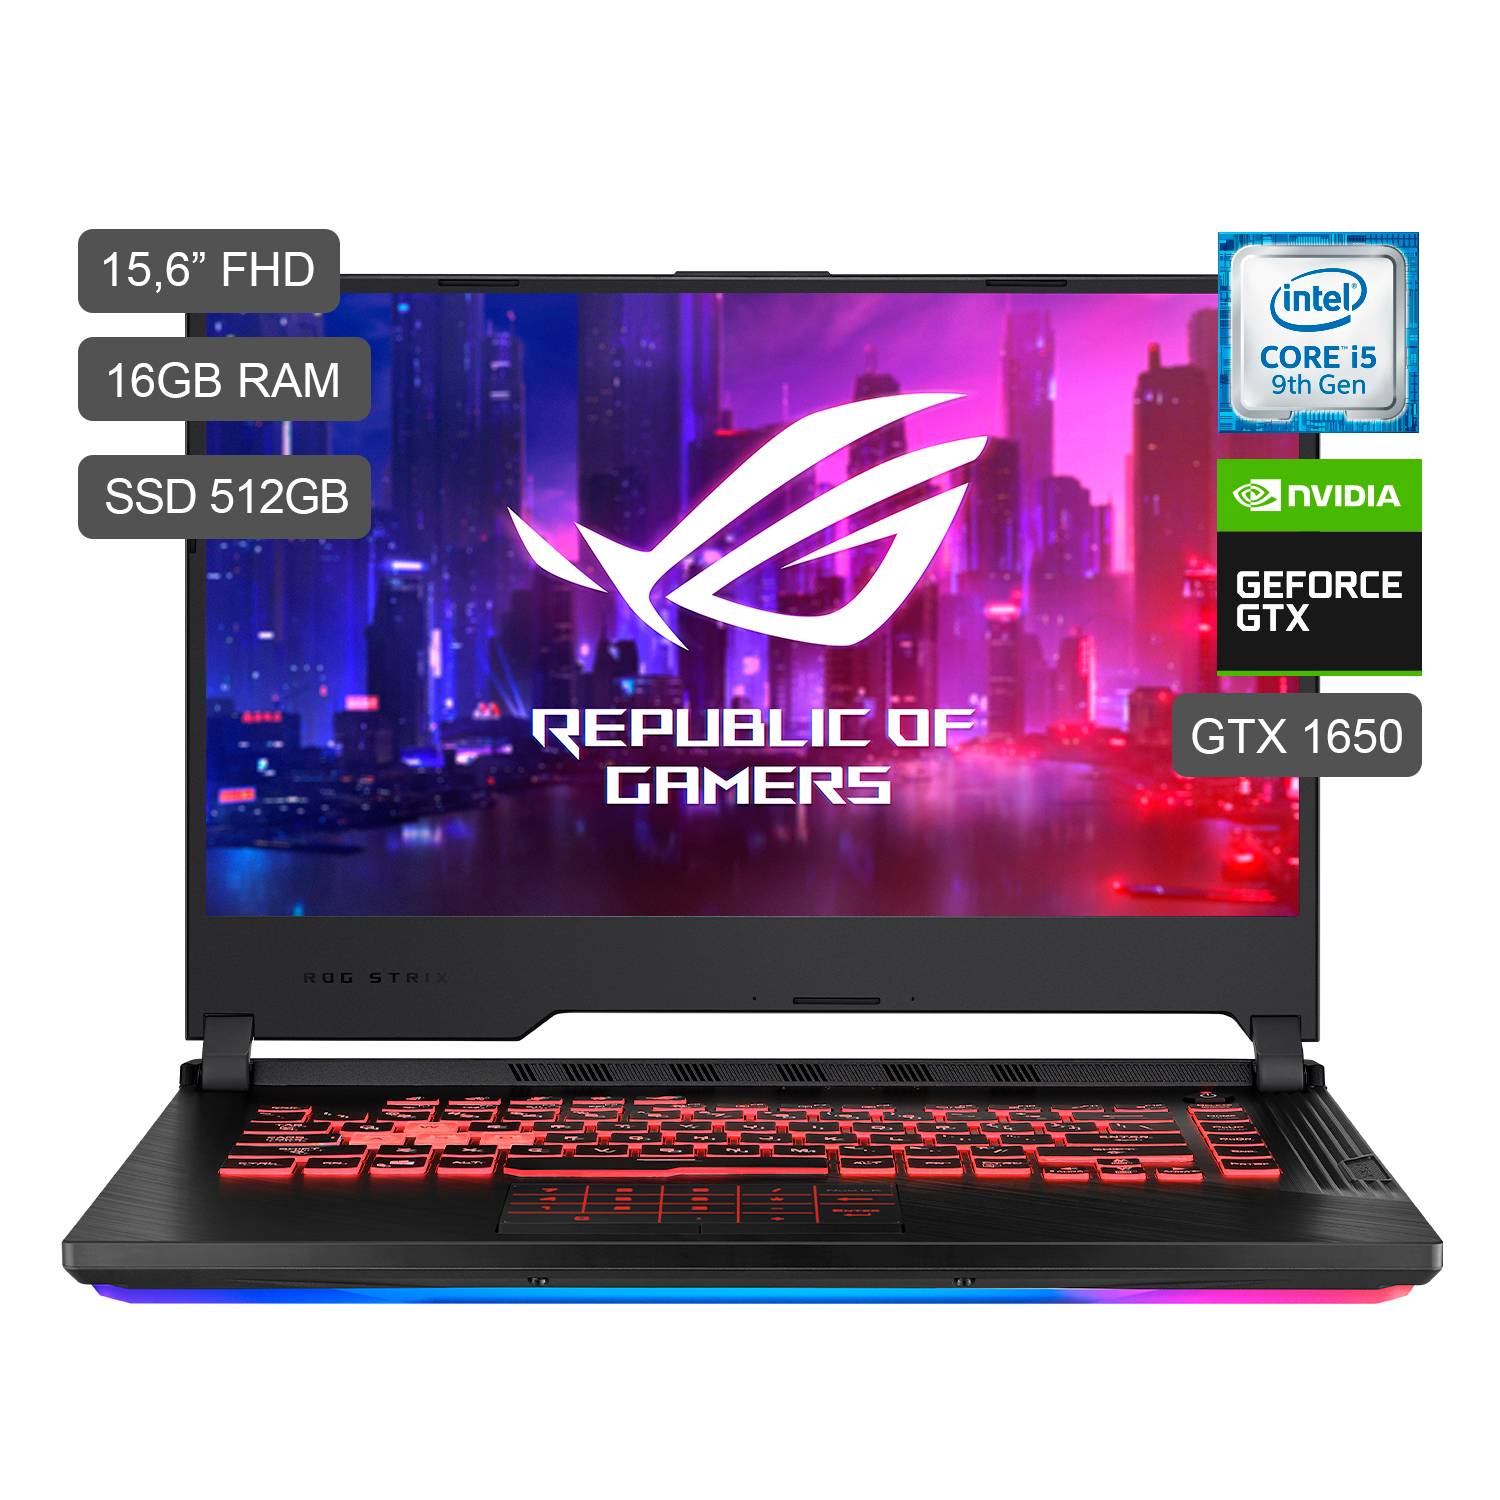 15,6” FHD
16GB RAM
SSD 512GB
intel
CORE™ i5
9th Gen
NVIDIA
GEFORCE
GTX
GTX 1650
REPUBLIC OF
GAMERS
ROG STRIX